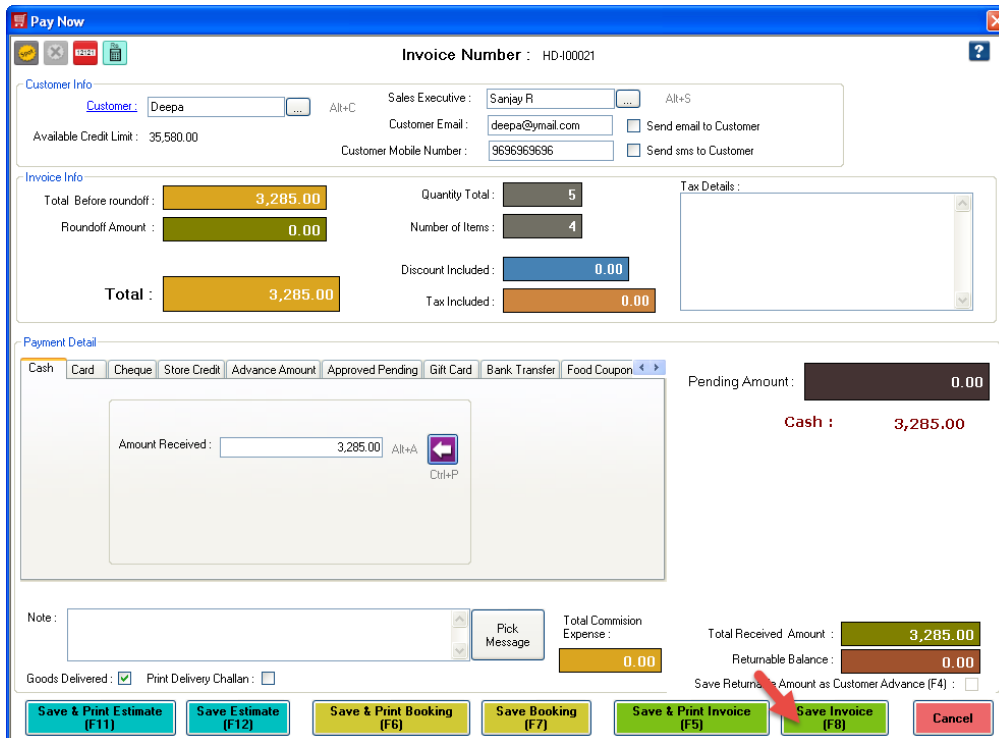 Pay Now
Invoice Number : HD-I00021
?
Customer Info
Customer : Deepa ... Alt+C
Sales Executive : Sanjay R ... Alt+S
Available Credit Limit : 35,580.00
Customer Email : deepa@ymail.com Send email to Customer
Customer Mobile Number : 9696969696 Send sms to Customer
Invoice Info
Total Before roundoff : 3,285.00
Roundoff Amount : 0.00
Total : 3,285.00
Quantity Total : 5
Number of Items : 4
Discount Included : 0.00
Tax Included : 0.00
Tax Details :
Payment Detail
Cash Card Cheque Store Credit Advance Amount Approved Pending Gift Card Bank Transfer Food Coupon
Amount Received : 3,285.00 Alt+A
Ctrl+P
Pending Amount : 0.00
Cash : 3,285.00
Note :
Pick
Message
Total Commision
Expense :
0.00
Total Received Amount : 3,285.00
Returnable Balance : 0.00
Goods Delivered : Print Delivery Challan :
Save Returnable Amount as Customer Advance (F4) :
Save & Print Estimate
(F11)
Save Estimate
(F12)
Save & Print Booking
(F6)
Save Booking
(F7)
Save & Print Invoice
(F5)
Save Invoice
(F8)
Cancel